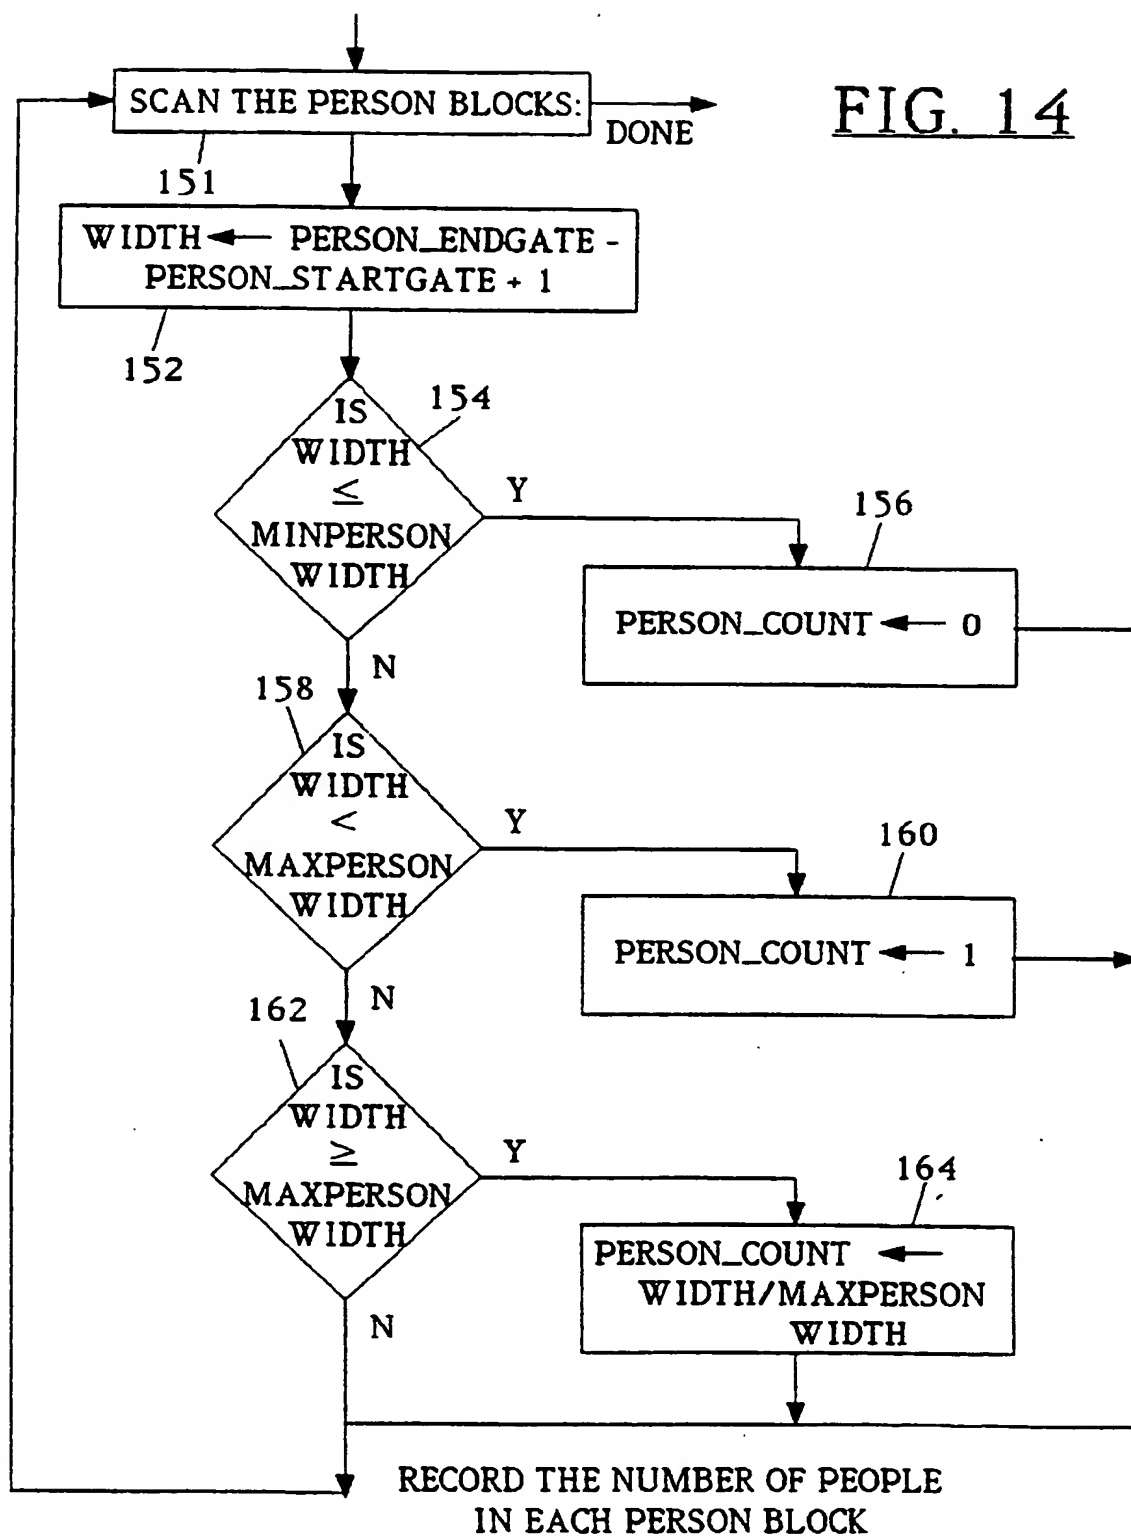 SCAN THE PERSON BLOCKS:
DONE
FIG. 14
151
WIDTH ← PERSON_ENDGATE -
PERSON_STARTGATE + 1
152
154
IS
WIDTH
≤
MINPERSON
WIDTH
Y
156
PERSON_COUNT ← 0
N
158
IS
WIDTH
<
MAXPERSON
WIDTH
Y
160
PERSON_COUNT ← 1
N
162
IS
WIDTH
≥
MAXPERSON
WIDTH
Y
164
PERSON_COUNT ←
WIDTH/MAXPERSON
WIDTH
N
RECORD THE NUMBER OF PEOPLE
IN EACH PERSON BLOCK